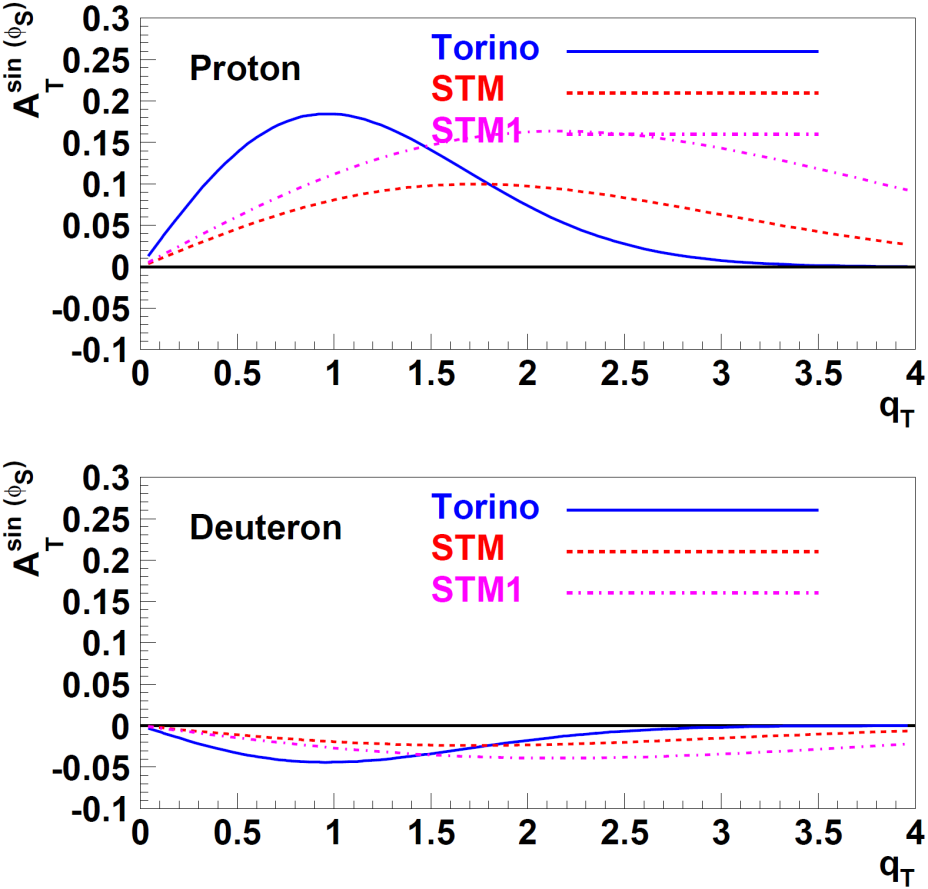 A_T^sin (ϕ_S)
0.3
0.25
0.2
0.15
0.1
0.05
0
-0.05
-0.1
Proton
Torino
STM
STM1
0 0.5 1 1.5 2 2.5 3 3.5 4
q_T
A_T^sin (ϕ_S)
0.3
0.25
0.2
0.15
0.1
0.05
0
-0.05
-0.1
Deuteron
Torino
STM
STM1
0 0.5 1 1.5 2 2.5 3 3.5 4
q_T